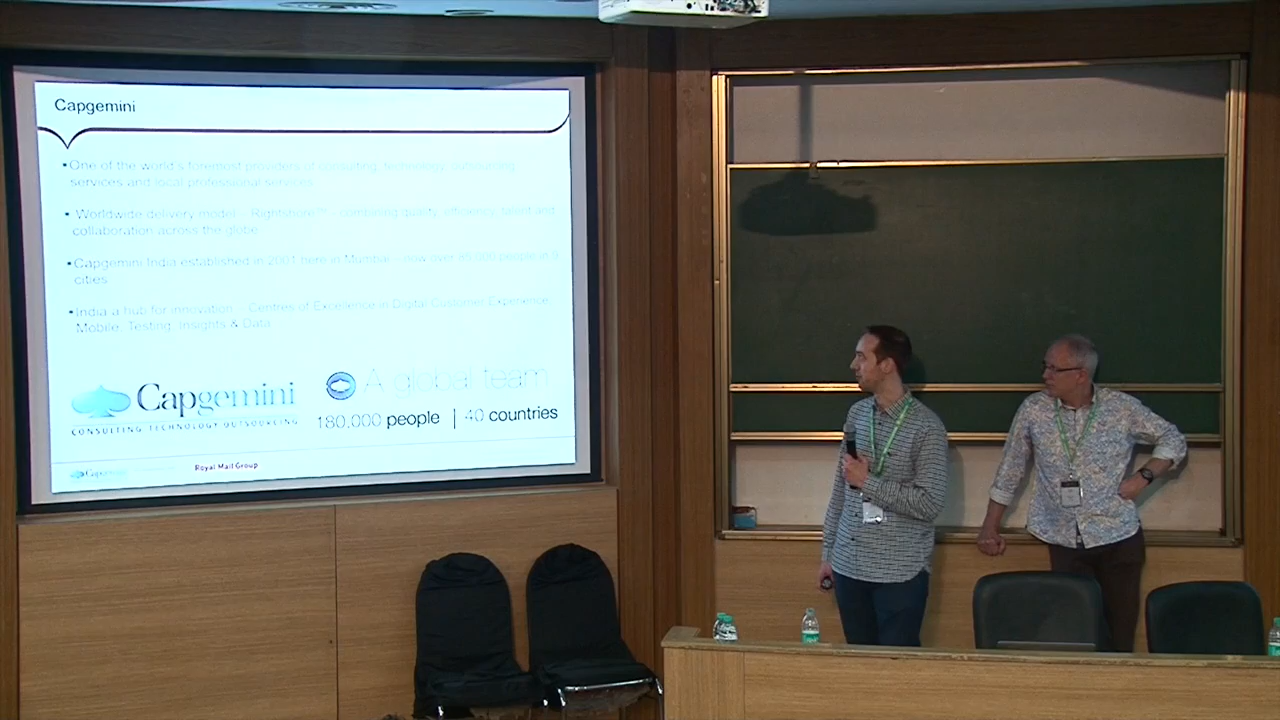 Capgemini
•One of the world's foremost providers of consulting, technology, outsourcing
services and local professional services
• Worldwide delivery model – Rightshore™ – combining quality, efficiency, talent and
collaboration across the globe
•Capgemini India established in 2001 here in Mumbai – now over 85,000 people in 9
cities
•India a hub for innovation – Centres of Excellence in Digital Customer Experience,
Mobile, Testing, Insights & Data
Capgemini
CONSULTING.TECHNOLOGY.OUTSOURCING
A global team
180,000 people | 40 countries
Capgemini
Royal Mail Group